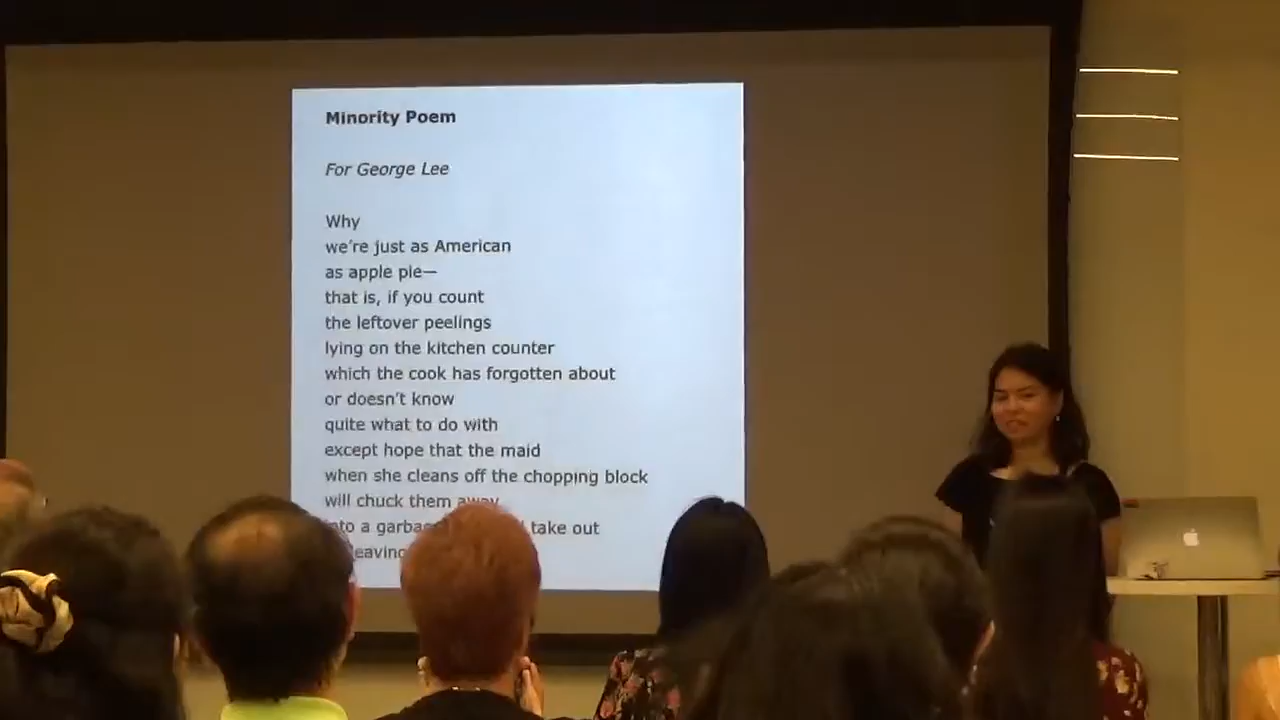 Minority Poem
For George Lee
Why
we're just as American
as apple pie—
that is, if you count
the leftover peelings
lying on the kitchen counter
which the cook has forgotten about
or doesn't know
quite what to do with
except hope that the maid
when she cleans off the chopping block
will chuck them away
into a take out
leaving